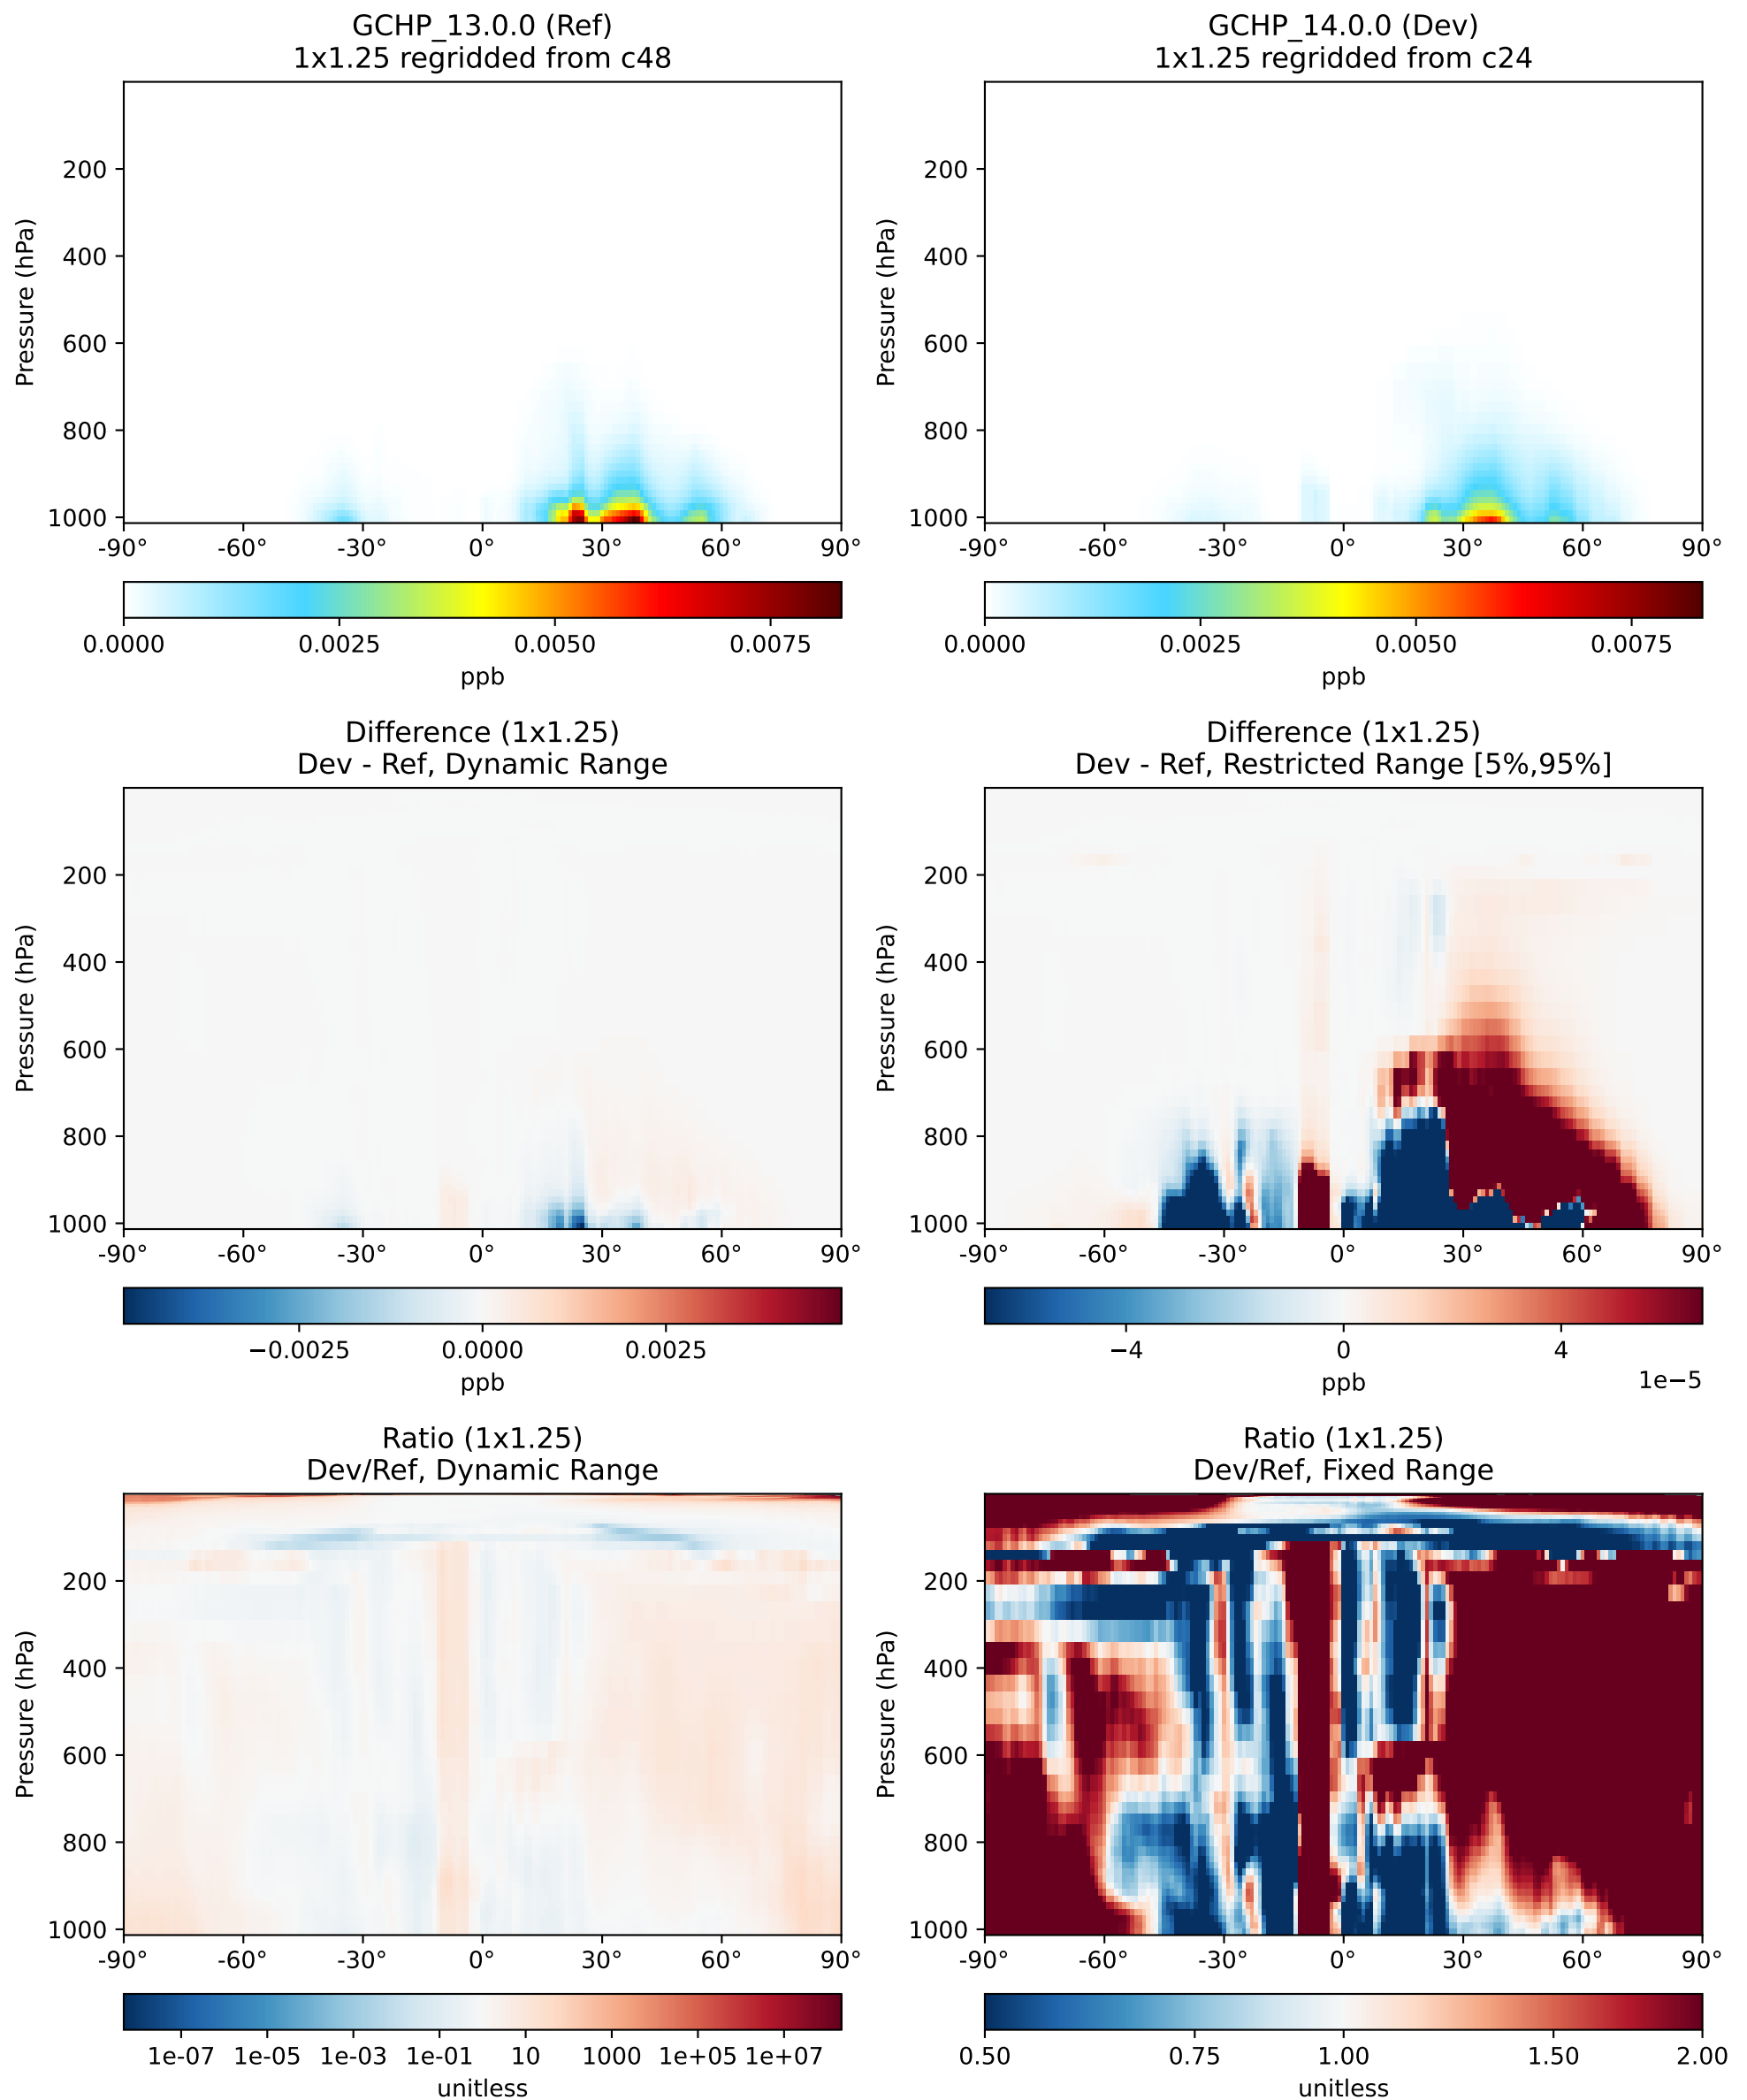 GCHP_13.0.0 (Ref)
1x1.25 regridded from c48
200
400
600
800
1000
Pressure (hPa)
-90° -60° -30° 0° 30° 60° 90°
0.0000 0.0025 0.0050 0.0075
ppb
GCHP_14.0.0 (Dev)
1x1.25 regridded from c24
200
400
600
800
1000
Pressure (hPa)
-90° -60° -30° 0° 30° 60° 90°
0.0000 0.0025 0.0050 0.0075
ppb
Difference (1x1.25)
Dev - Ref, Dynamic Range
200
400
600
800
1000
Pressure (hPa)
-90° -60° -30° 0° 30° 60° 90°
−0.0025 0.0000 0.0025
ppb
Difference (1x1.25)
Dev - Ref, Restricted Range [5%,95%]
200
400
600
800
1000
Pressure (hPa)
-90° -60° -30° 0° 30° 60° 90°
−4 0 4
1e−5
ppb
Ratio (1x1.25)
Dev/Ref, Dynamic Range
200
400
600
800
1000
Pressure (hPa)
-90° -60° -30° 0° 30° 60° 90°
1e-07 1e-05 1e-03 1e-01 10 1000 1e+05 1e+07
unitless
Ratio (1x1.25)
Dev/Ref, Fixed Range
200
400
600
800
1000
Pressure (hPa)
-90° -60° -30° 0° 30° 60° 90°
0.50 0.75 1.00 1.50 2.00
unitless